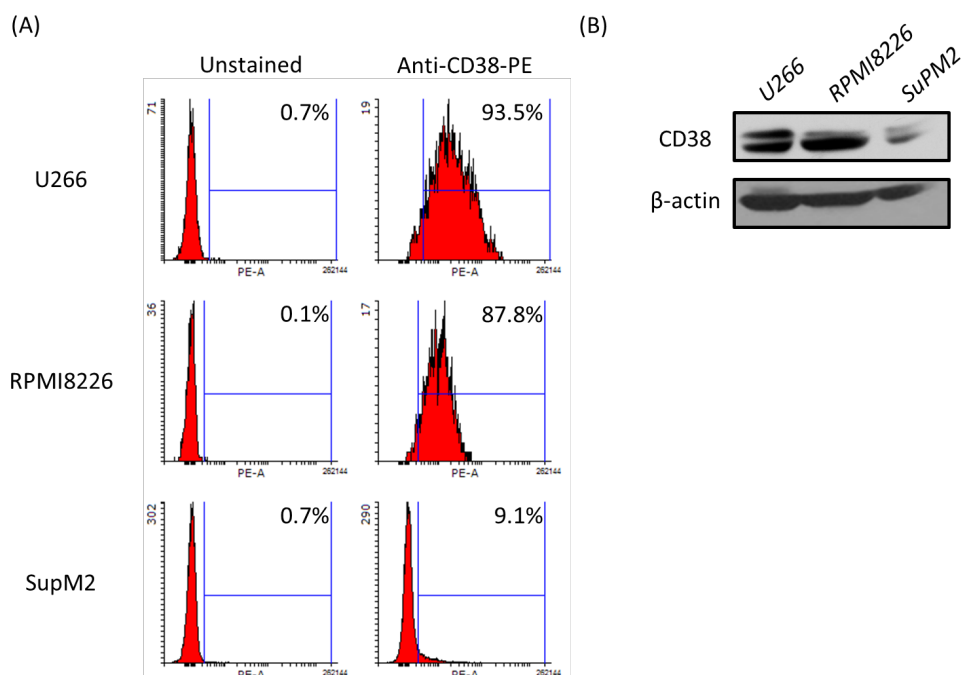 (A)
Unstained
Anti-CD38-PE
U266
71
0.7%
PE-A
262144
19
93.5%
PE-A
262144
RPMI8226
36
0.1%
PE-A
262144
17
87.8%
PE-A
262144
SupM2
302
0.7%
PE-A
262144
290
9.1%
PE-A
262144
(B)
U266
RPMI8226
SuPM2
CD38
β-actin